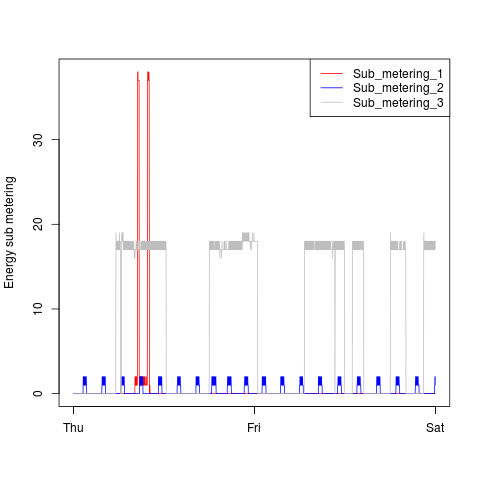 Sub_metering_1
Sub_metering_2
Sub_metering_3
Energy sub metering
30
20
10
0
Thu Fri Sat